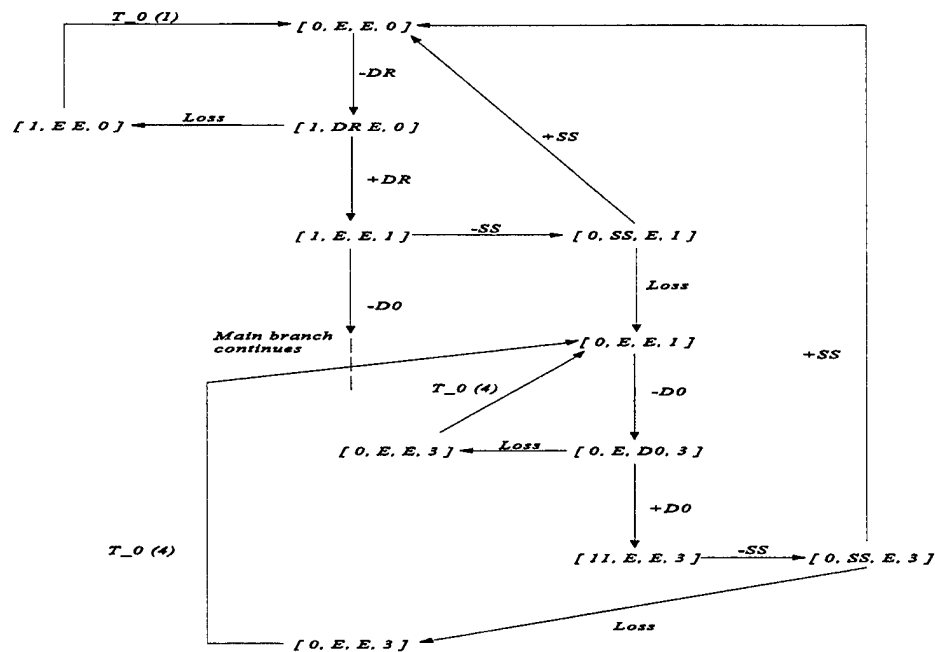 T_0 (1)
[ 0, E, E, 0 ]
-DR
[ 1, E E, 0 ]
Loss
[ 1, DR E, 0 ]
+SS
+DR
[ 1, E, E, 1 ]
-SS
[ 0, SS, E, 1 ]
Loss
-D0
Main branch
continues
[ 0, E, E, 1 ]
+SS
T_0 (4)
-D0
[ 0, E, E, 3 ]
Loss
[ 0, E, D0, 3 ]
+D0
T_0 (4)
[ 11, E, E, 3 ]
-SS
[ 0, SS, E, 3 ]
Loss
[ 0, E, E, 3 ]